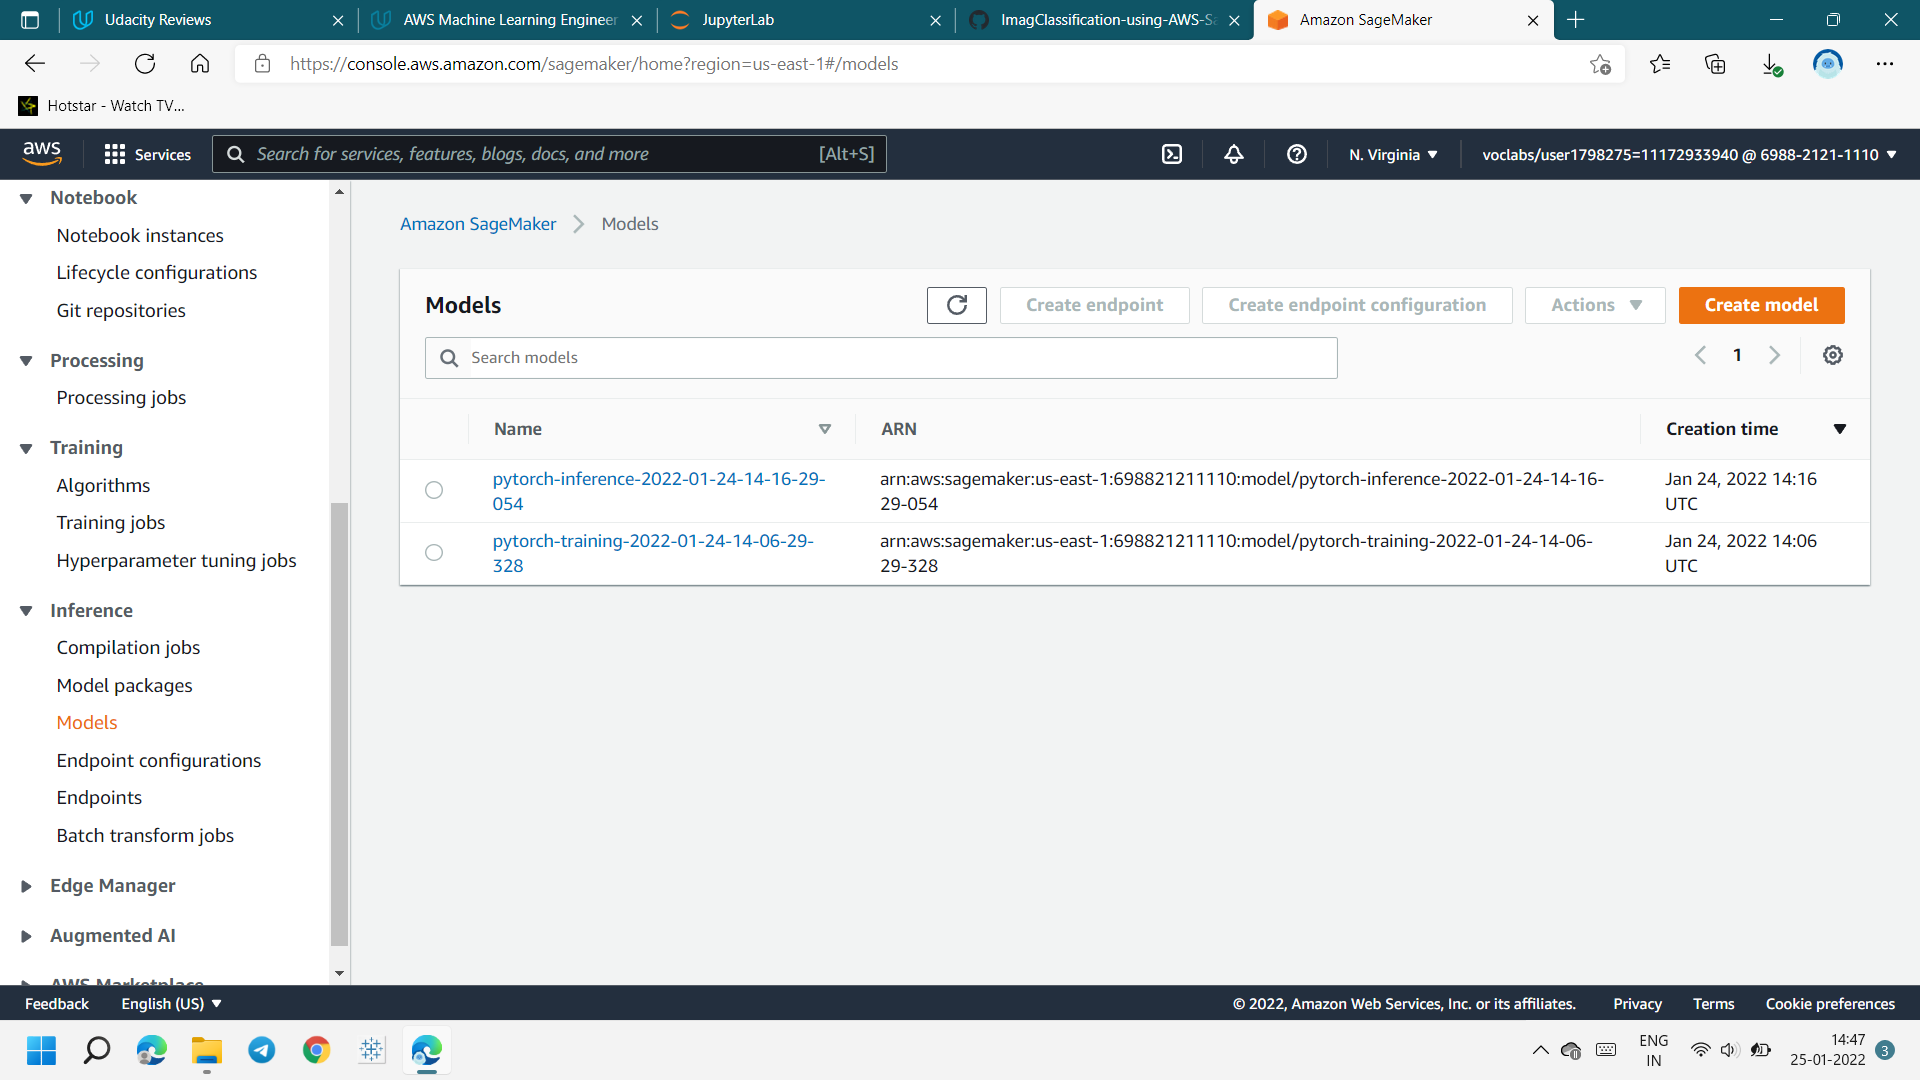 Udacity Reviews
AWS Machine Learning Engineer
JupyterLab
ImagClassification-using-AWS-Sa
Amazon SageMaker
https://console.aws.amazon.com/sagemaker/home?region=us-east-1#/models
Hotstar - Watch TV...
aws
Services
Search for services, features, blogs, docs, and more
[Alt+S]
N. Virginia
voclabs/user1798275=11172933940 @ 6988-2121-1110
Notebook
Notebook instances
Lifecycle configurations
Git repositories
Processing
Processing jobs
Training
Algorithms
Training jobs
Hyperparameter tuning jobs
Inference
Compilation jobs
Model packages
Models
Endpoint configurations
Endpoints
Batch transform jobs
Edge Manager
Augmented AI
AWS Marketplace
Amazon SageMaker
Models
Models
Create endpoint
Create endpoint configuration
Actions
Create model
Search models
1
Name
ARN
Creation time
pytorch-inference-2022-01-24-14-16-29-
054
arn:aws:sagemaker:us-east-1:698821211110:model/pytorch-inference-2022-01-24-14-16-
29-054
Jan 24, 2022 14:16
UTC
pytorch-training-2022-01-24-14-06-29-
328
arn:aws:sagemaker:us-east-1:698821211110:model/pytorch-training-2022-01-24-14-06-
29-328
Jan 24, 2022 14:06
UTC
Feedback
English (US)
© 2022, Amazon Web Services, Inc. or its affiliates.
Privacy
Terms
Cookie preferences
ENG
IN
14:47
25-01-2022
3